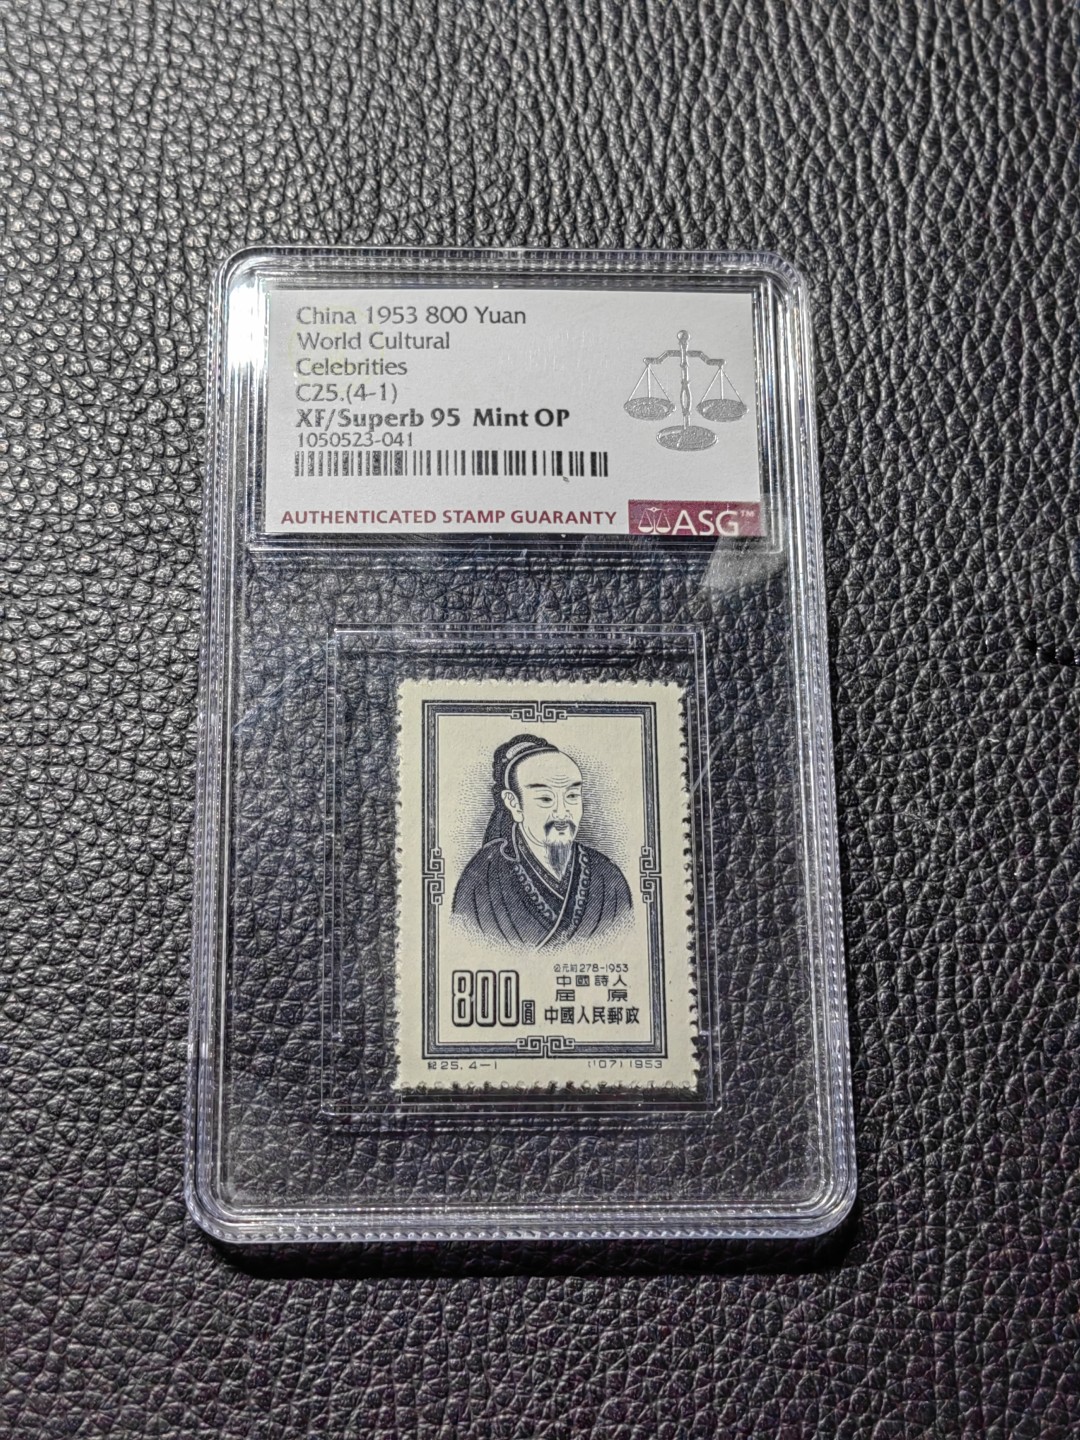 China 1953 800 Yuan
World Cultural
Celebrities
C25.(4-1)
XF/Superb 95 Mint OP
1050523-041
AUTHENTICATED STAMP GUARANTY
ASG™
公元前278-1953
中國詩人
屈原
800圓 中國人民郵政
紀25.4-1 (107)1953